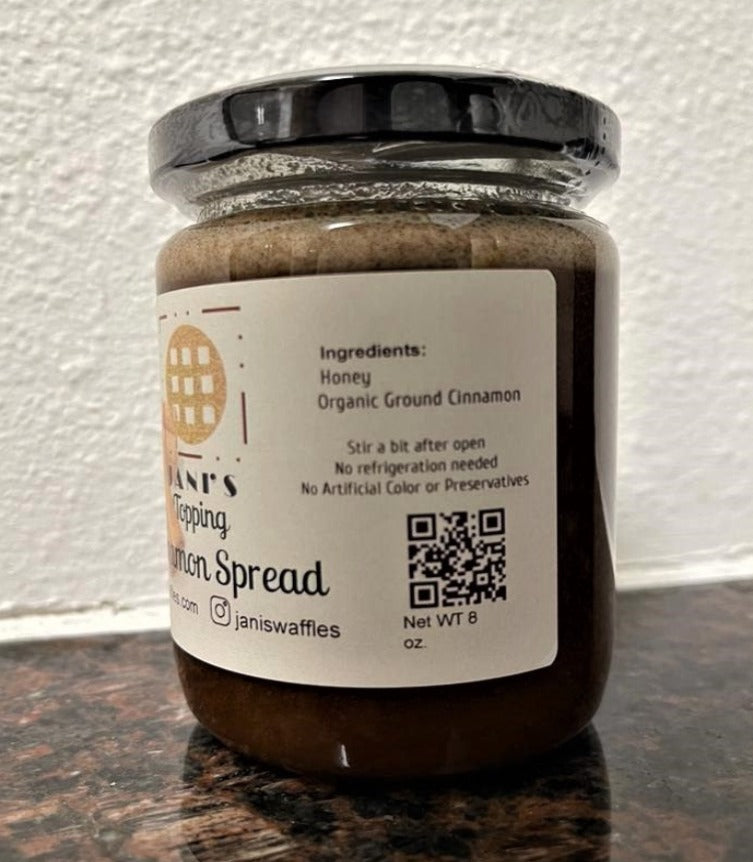 JANI'S
Topping
Spread
janiswaffles
Ingredients:
Honey
Organic Ground Cinnamon
Stir a bit after open
No refrigeration needed
No Artificial Color or Preservatives
Net WT 8
oz.